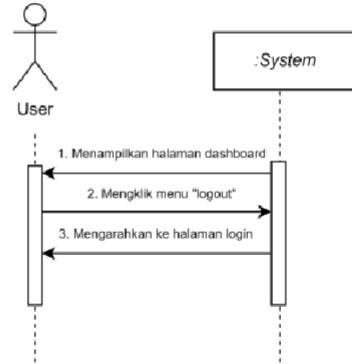 :System
User
1. Menampilkan halaman dashboard
2. Mengklik menu "logout"
3. Mengarahkan ke halaman login